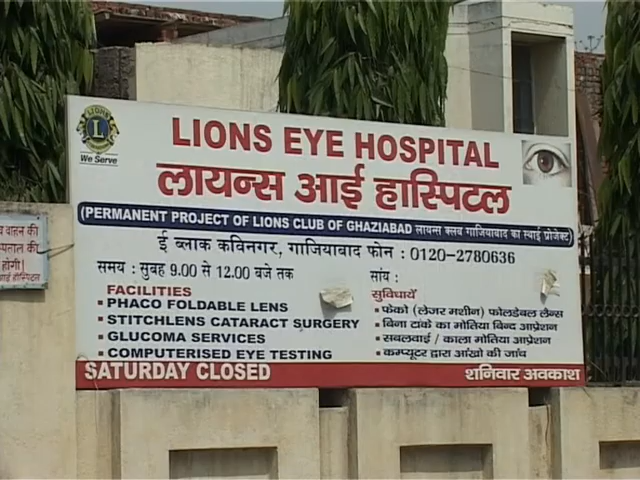 LIONS
L
We Serve
LIONS EYE HOSPITAL
लायन्स आई हास्पिटल
(PERMANENT PROJECT OF LIONS CLUB OF GHAZIABAD लायन्स क्लब गाजियाबाद का स्थाई प्रोजेक्ट)
ई ब्लाक कविनगर, गाजियाबाद फोन : 0120-2780636
समय : सुबह 9.00 से 12.00 बजे तक सांय :
FACILITIES
PHACO FOLDABLE LENS
STITCHLENS CATARACT SURGERY
GLUCOMA SERVICES
COMPUTERISED EYE TESTING
सुविधायें
फेको (लेजर मशीन) फोलडेबल लैन्स
बिना टांके का मोतिया बिन्द आप्रेशन
सबलवाई / काला मोतिया आप्रेशन
कम्प्यूटर द्वारा आंखो की जांच
SATURDAY CLOSED शनिवार अवकाश
वाहन की
की
होगी